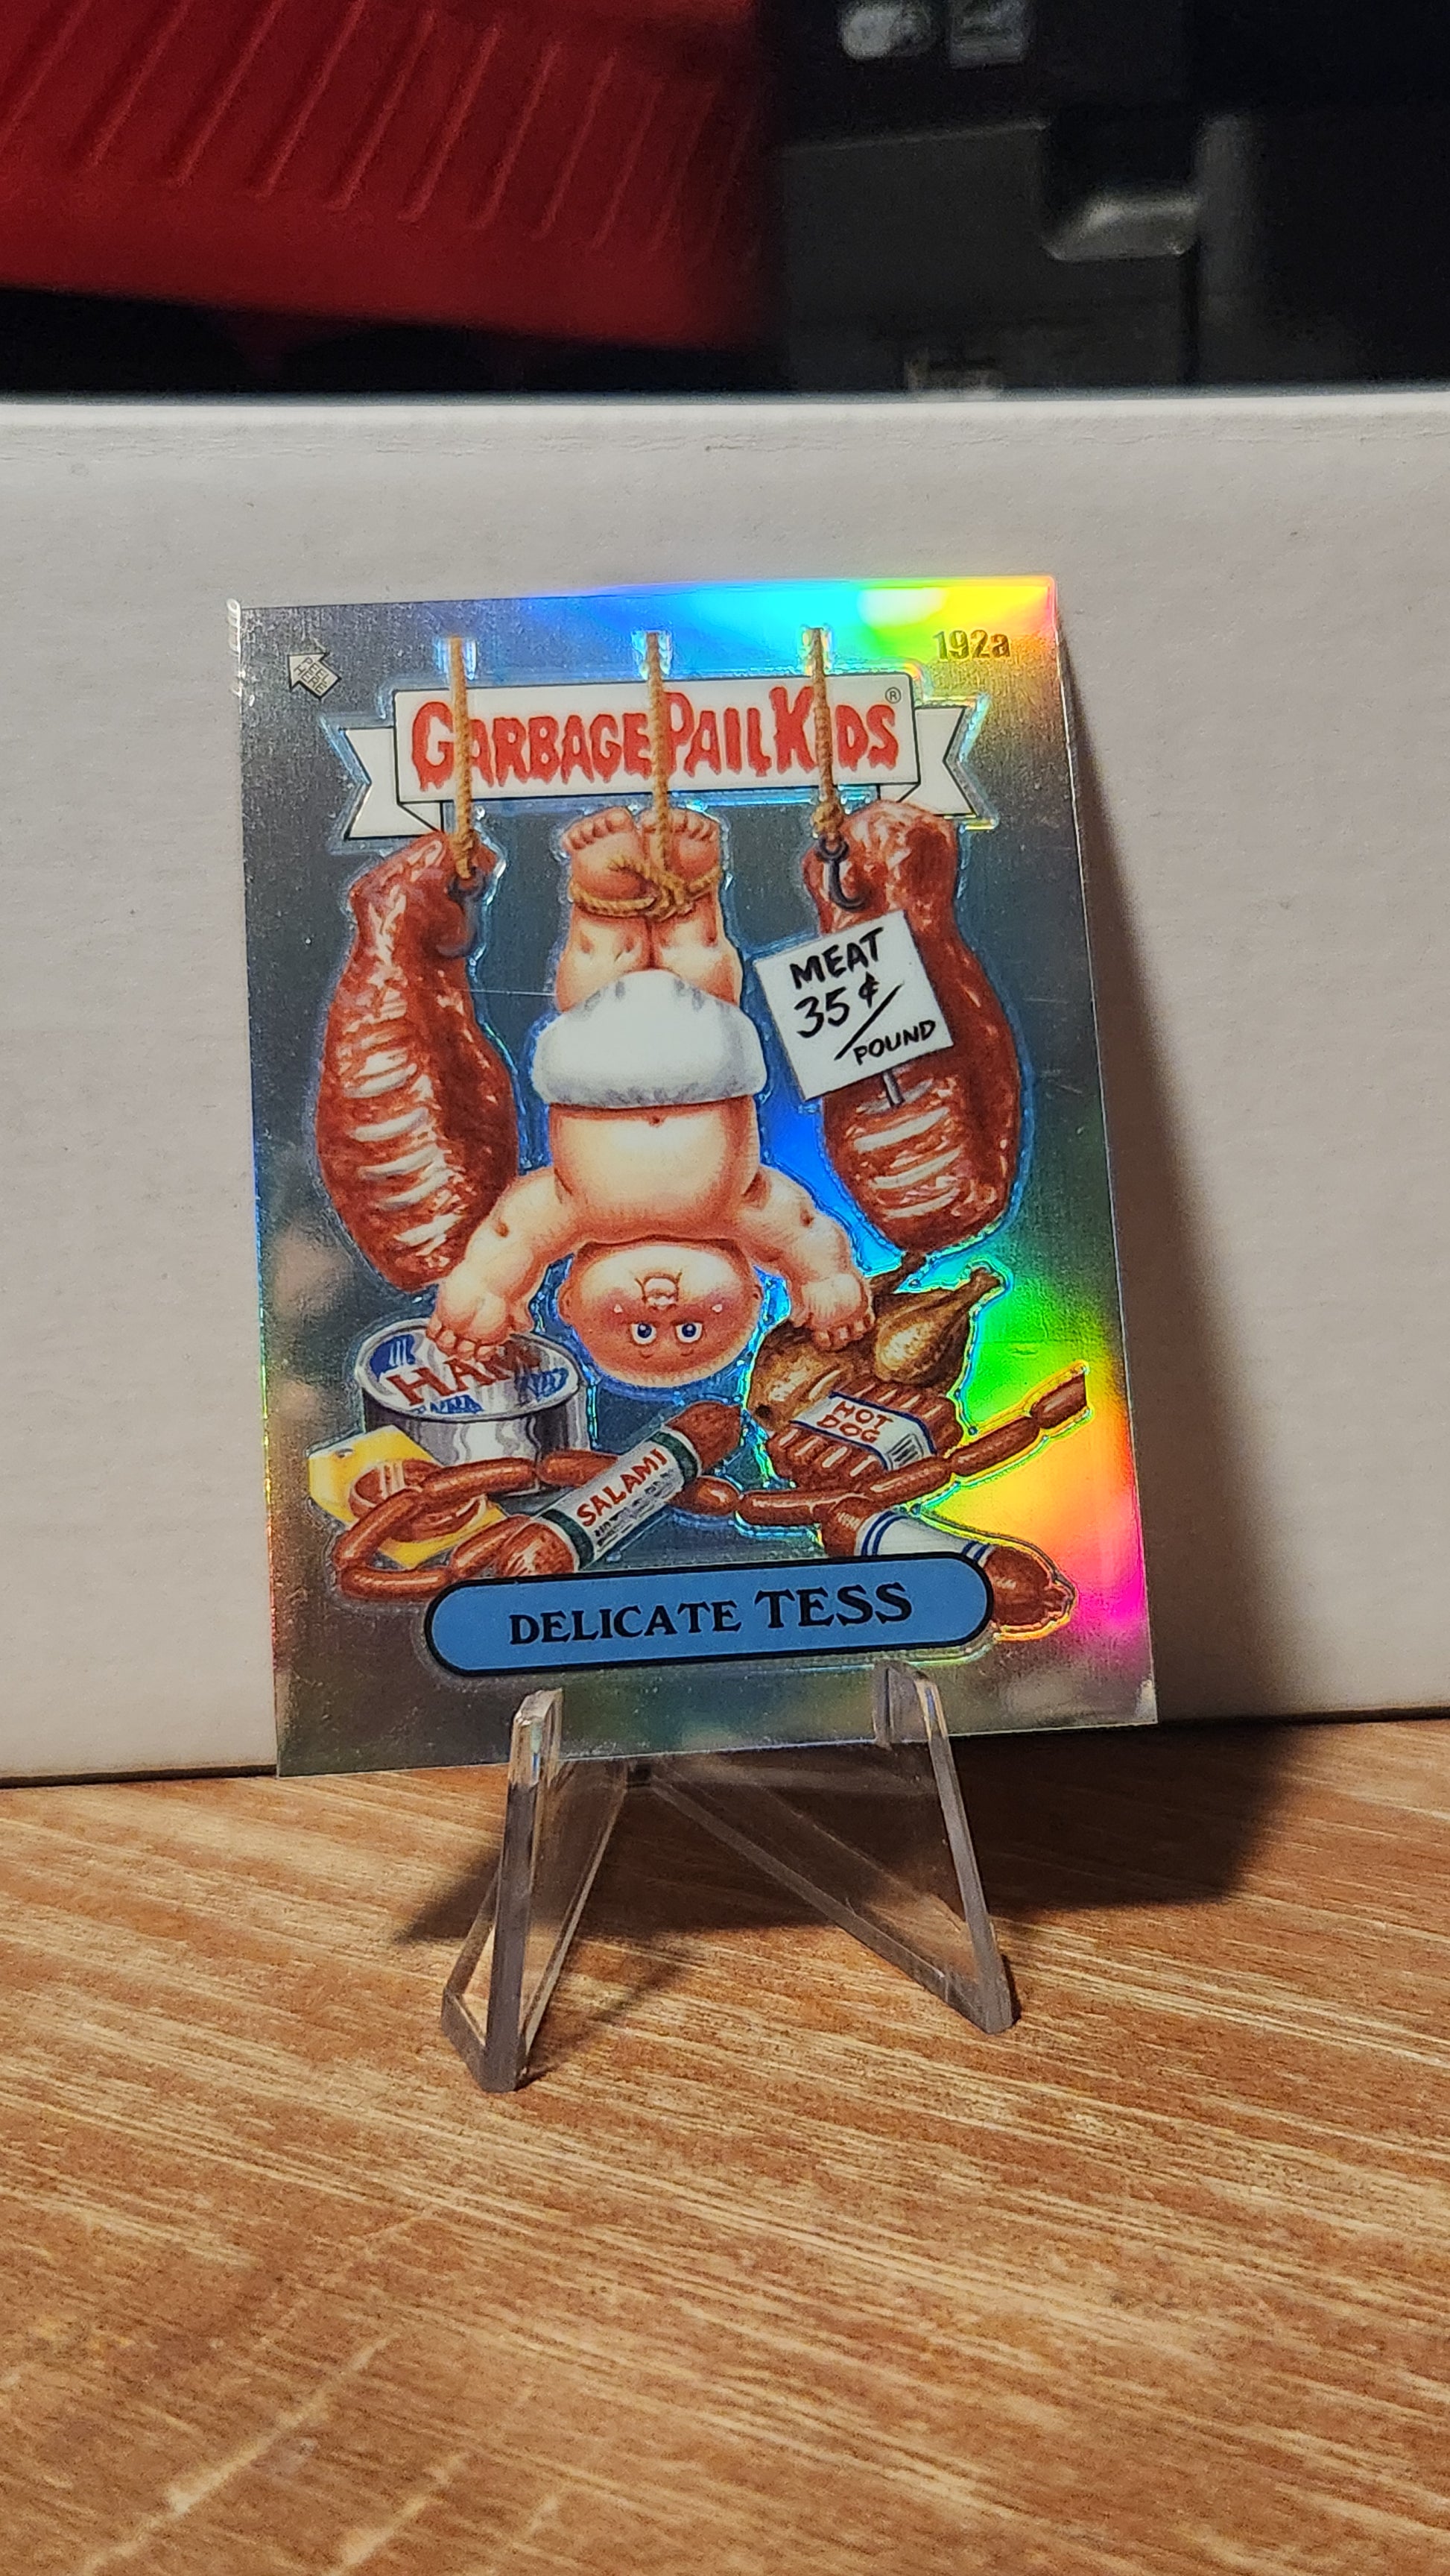 192a
GARBAGE PAIL KIDS®
MEAT
35¢/
POUND
HAM
HOT
DOG
SALAMI
DELICATE TESS